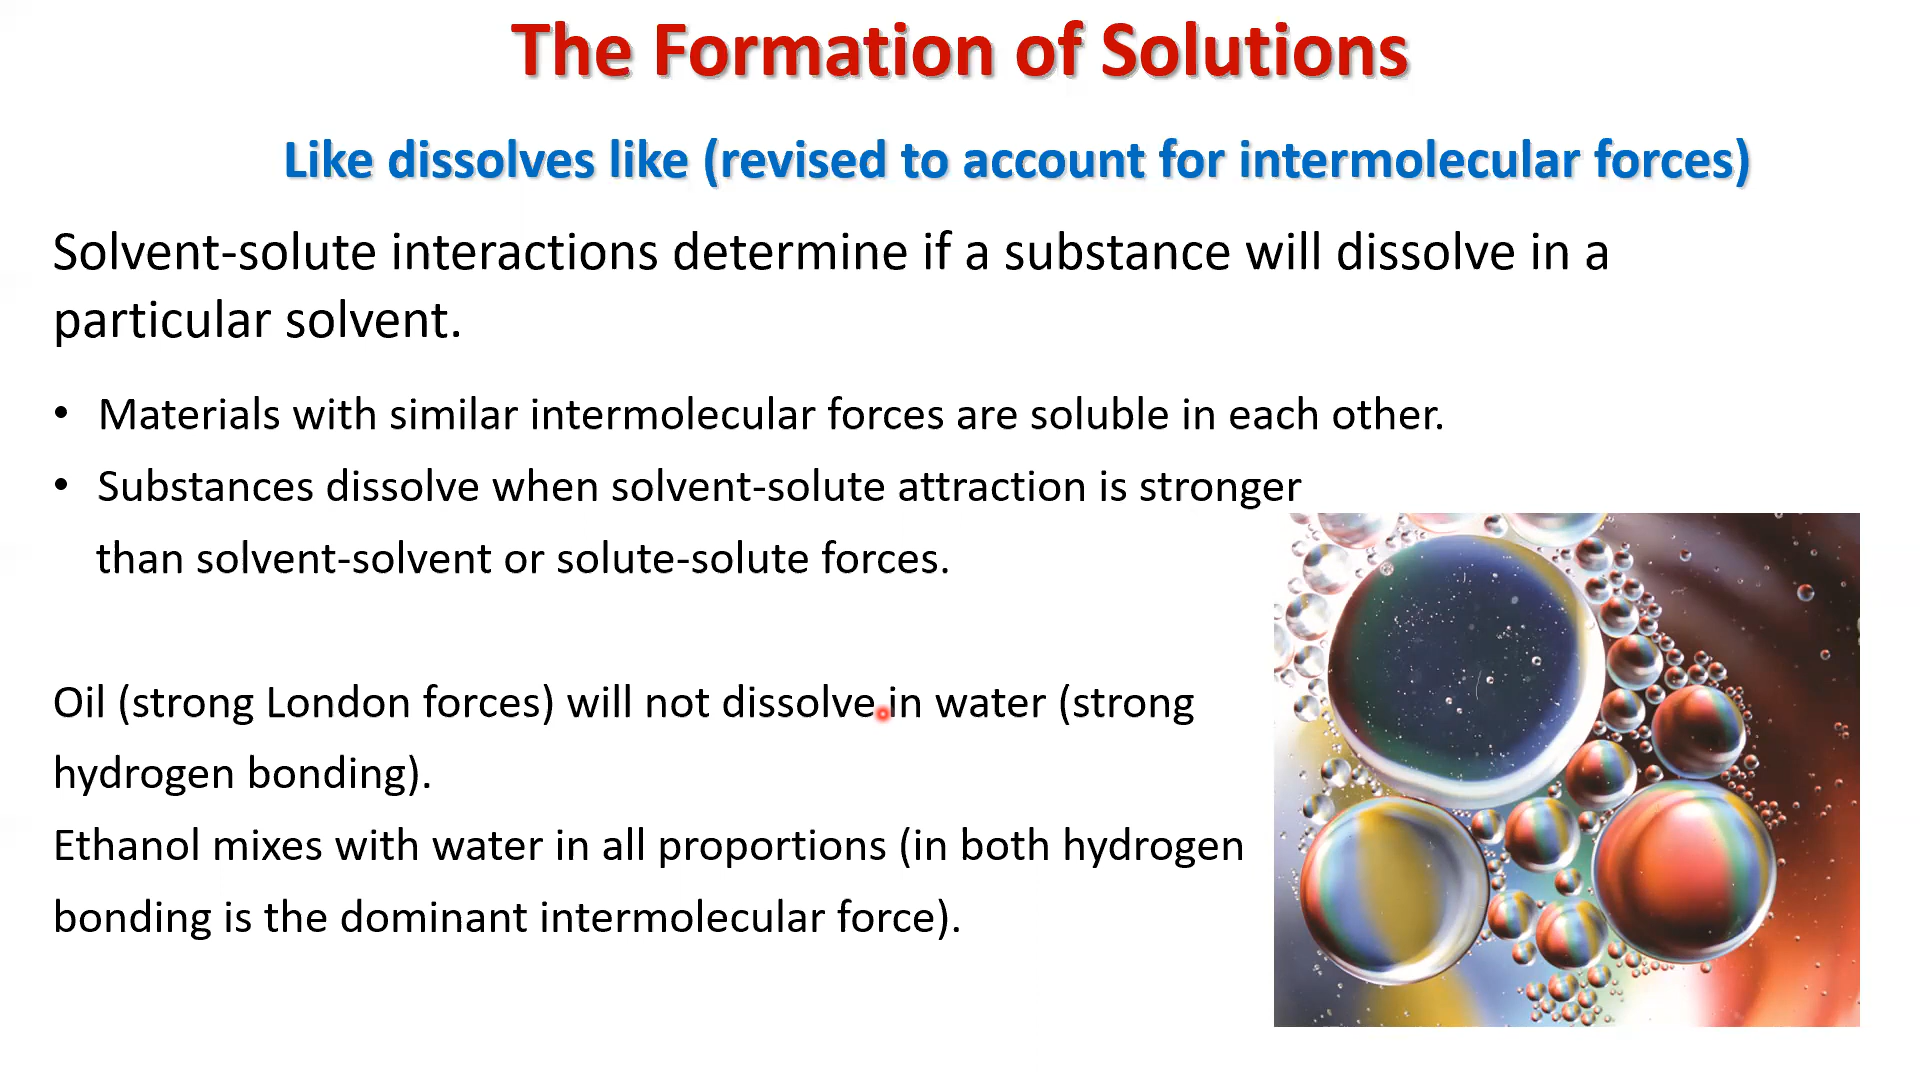 The Formation of Solutions
Like dissolves like (revised to account for intermolecular forces)
Solvent-solute interactions determine if a substance will dissolve in a
particular solvent.
• Materials with similar intermolecular forces are soluble in each other.
• Substances dissolve when solvent-solute attraction is stronger
than solvent-solvent or solute-solute forces.
Oil (strong London forces) will not dissolve in water (strong
hydrogen bonding).
Ethanol mixes with water in all proportions (in both hydrogen
bonding is the dominant intermolecular force).